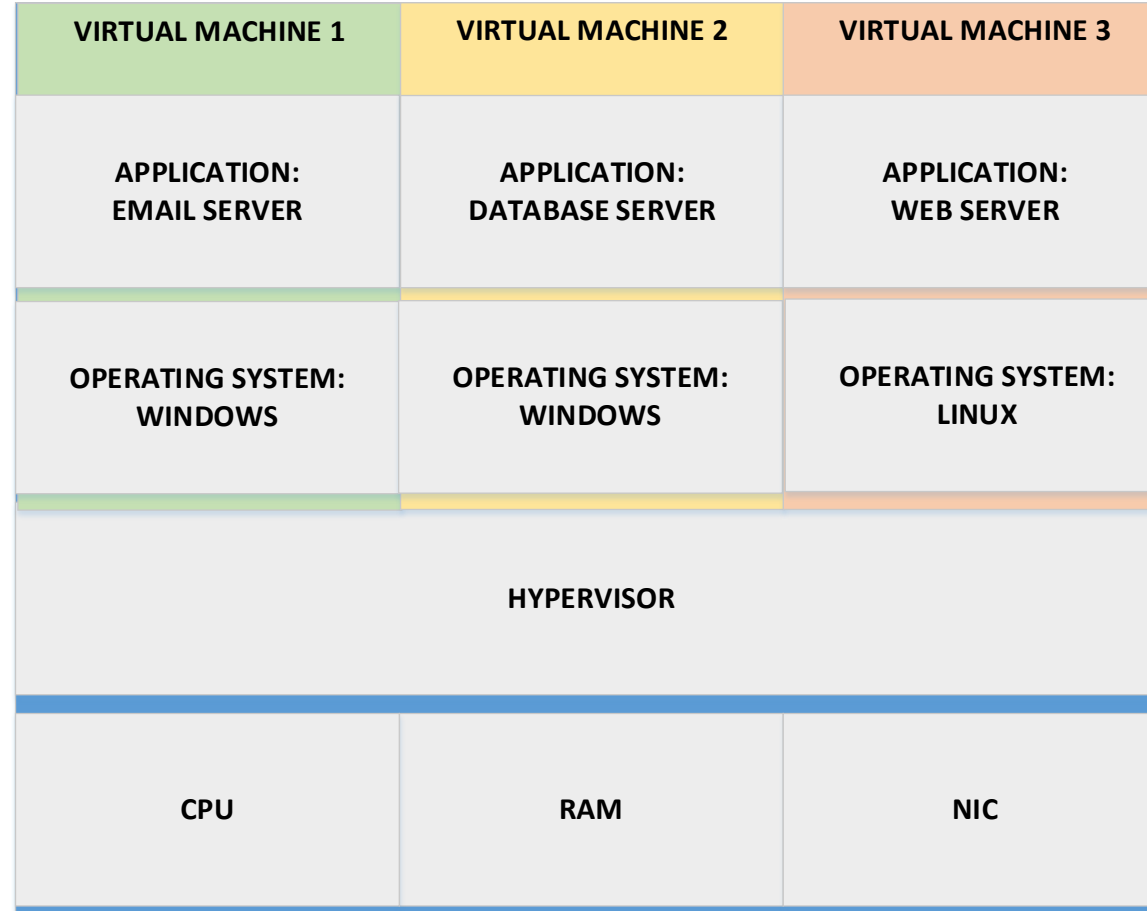 VIRTUAL MACHINE 1
VIRTUAL MACHINE 2
VIRTUAL MACHINE 3
APPLICATION:
EMAIL SERVER
APPLICATION:
DATABASE SERVER
APPLICATION:
WEB SERVER
OPERATING SYSTEM:
WINDOWS
OPERATING SYSTEM:
WINDOWS
OPERATING SYSTEM:
LINUX
HYPERVISOR
CPU
RAM
NIC